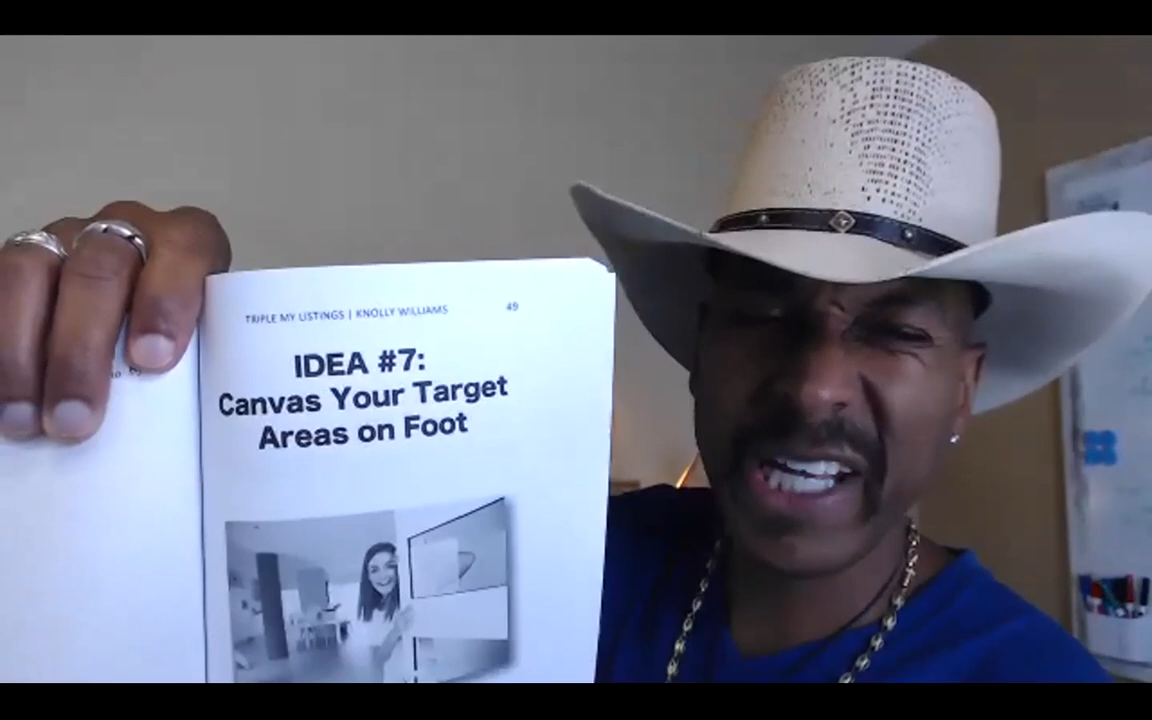 TRIPLE MY LISTINGS | KNOLLY WILLIAMS 49
IDEA #7:
Canvas Your Target
Areas on Foot